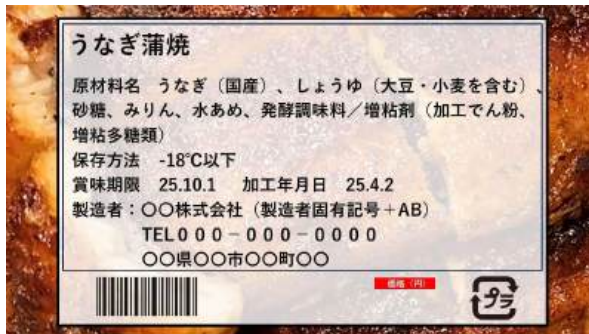 うなぎ蒲焼
原材料名　うなぎ（国産）、しょうゆ（大豆・小麦を含む）、
砂糖、みりん、水あめ、発酵調味料／増粘剤（加工でん粉、
増粘多糖類）
保存方法　-18℃以下
賞味期限　25.10.1　加工年月日　25.4.2
製造者：〇〇株式会社（製造者固有記号＋AB）
TEL０００－０００－００００
〇〇県〇〇市〇〇町〇〇
価格（円）
プラ